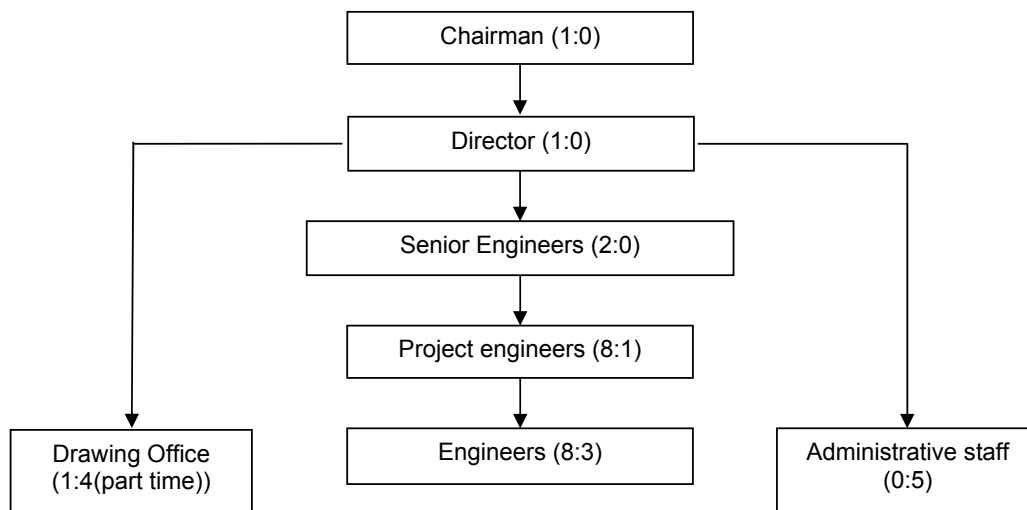 Chairman (1:0)
Director (1:0)
Senior Engineers (2:0)
Project engineers (8:1)
Drawing Office
(1:4(part time))
Engineers (8:3)
Administrative staff
(0:5)